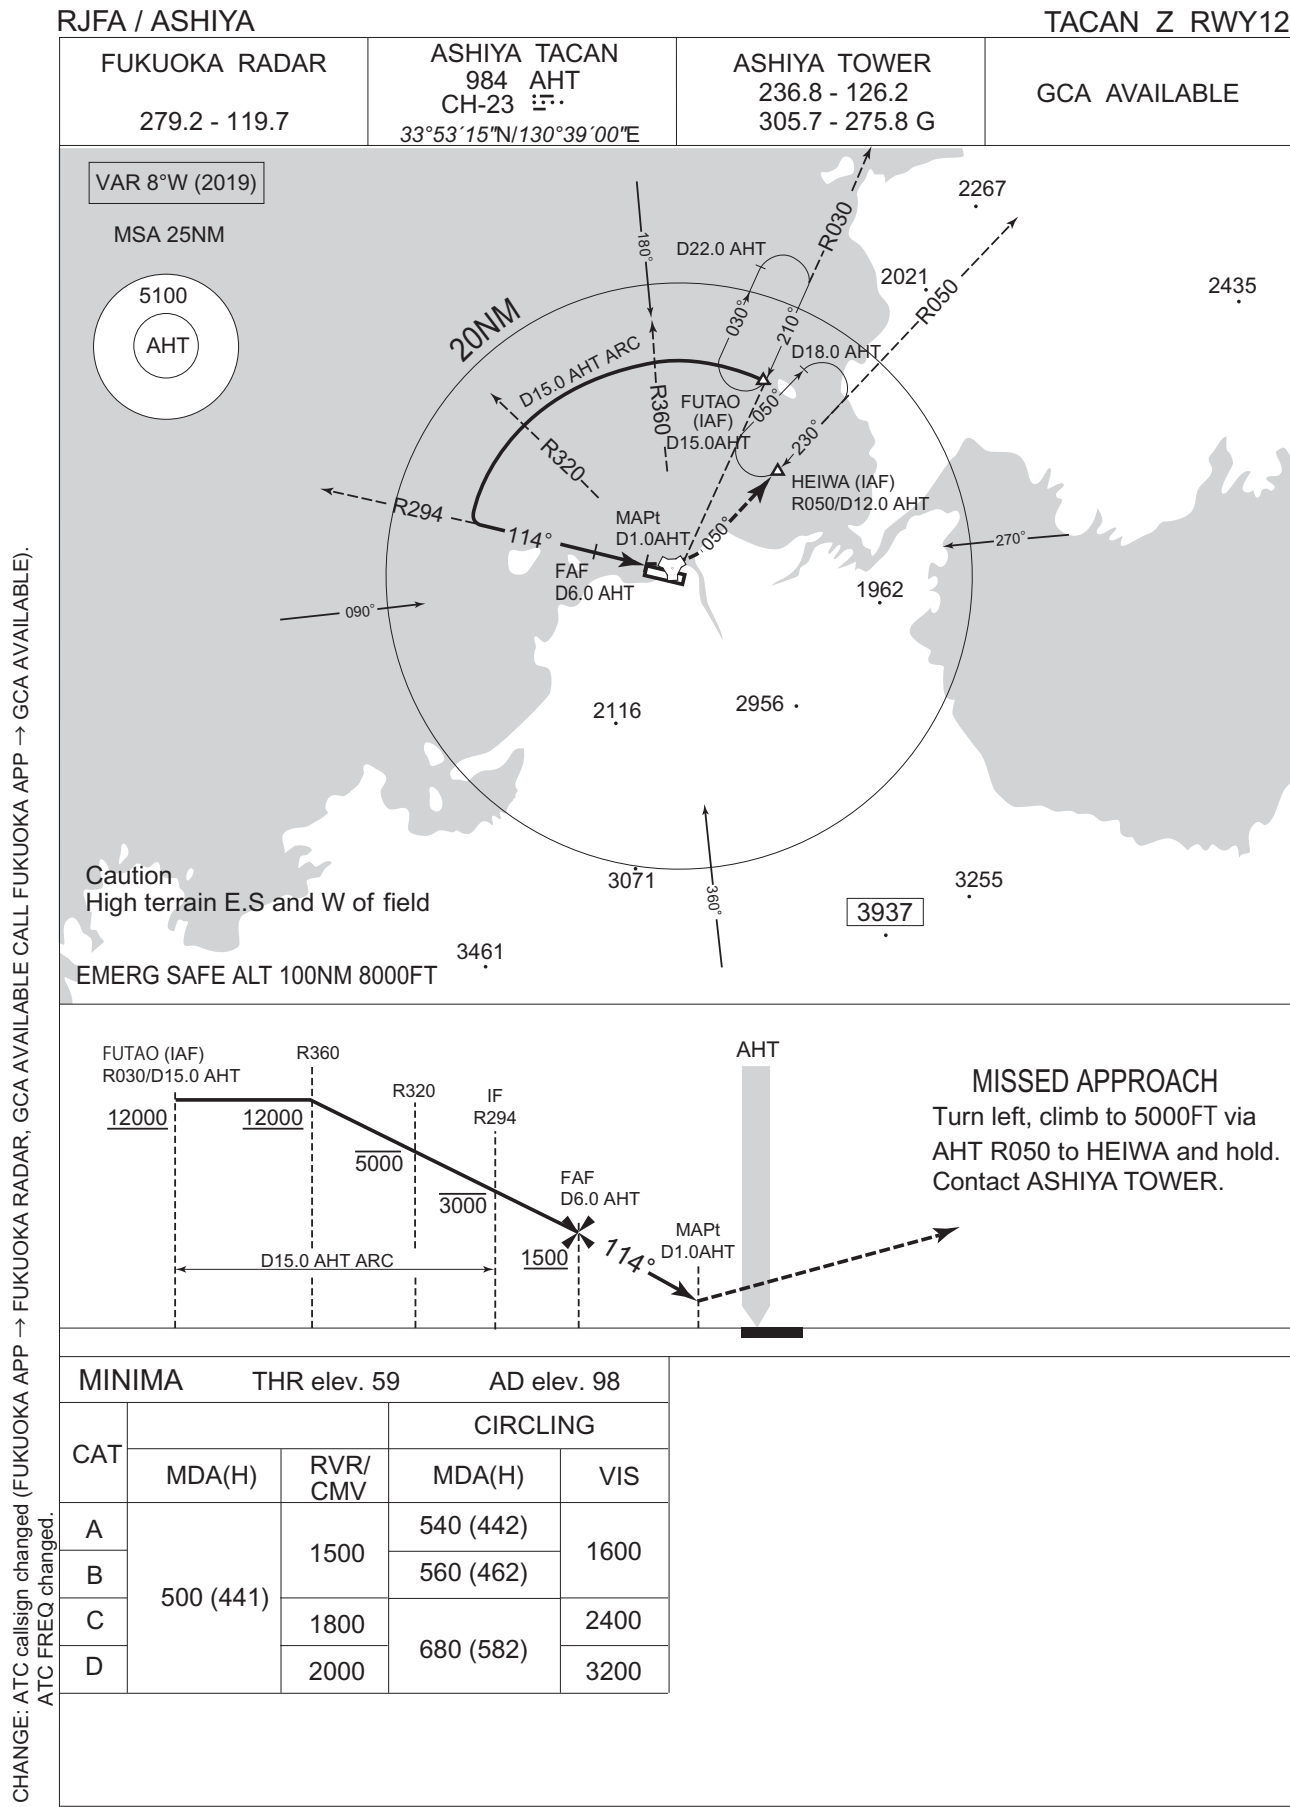 RJFA / ASHIYA
TACAN Z RWY12
FUKUOKA RADAR
279.2 - 119.7
ASHIYA TACAN
984 AHT
CH-23
33°53´15"N/130°39´00"E
ASHIYA TOWER
236.8 - 126.2
305.7 - 275.8 G
GCA AVAILABLE
VAR 8°W (2019)
MSA 25NM
5100
AHT
20NM
180°
D22.0 AHT
R030
2267
2021
R050
2435
030°
210°
D15.0 AHT ARC
D18.0 AHT
R360
FUTAO
(IAF)
D15.0AHT
050°
230°
R320
HEIWA (IAF)
R050/D12.0 AHT
R294
114°
MAPt
D1.0AHT
050°
270°
FAF
D6.0 AHT
090°
1962
2116
2956
Caution
High terrain E.S and W of field
3071
360°
3255
3937
3461
EMERG SAFE ALT 100NM 8000FT
FUTAO (IAF)
R030/D15.0 AHT
R360
R320
IF
R294
AHT
12000
12000
5000
3000
FAF
D6.0 AHT
1500
114°
MAPt
D1.0AHT
D15.0 AHT ARC
MISSED APPROACH
Turn left, climb to 5000FT via
AHT R050 to HEIWA and hold.
Contact ASHIYA TOWER.
MINIMA THR elev. 59 AD elev. 98
CAT
CIRCLING
MDA(H)
RVR/
CMV
MDA(H)
VIS
A
B
C
D
500 (441)
1500
1800
2000
540 (442)
560 (462)
680 (582)
1600
2400
3200
CHANGE: ATC callsign changed (FUKUOKA APP → FUKUOKA RADAR, GCA AVAILABLE CALL FUKUOKA APP → GCA AVAILABLE).
ATC FREQ changed.